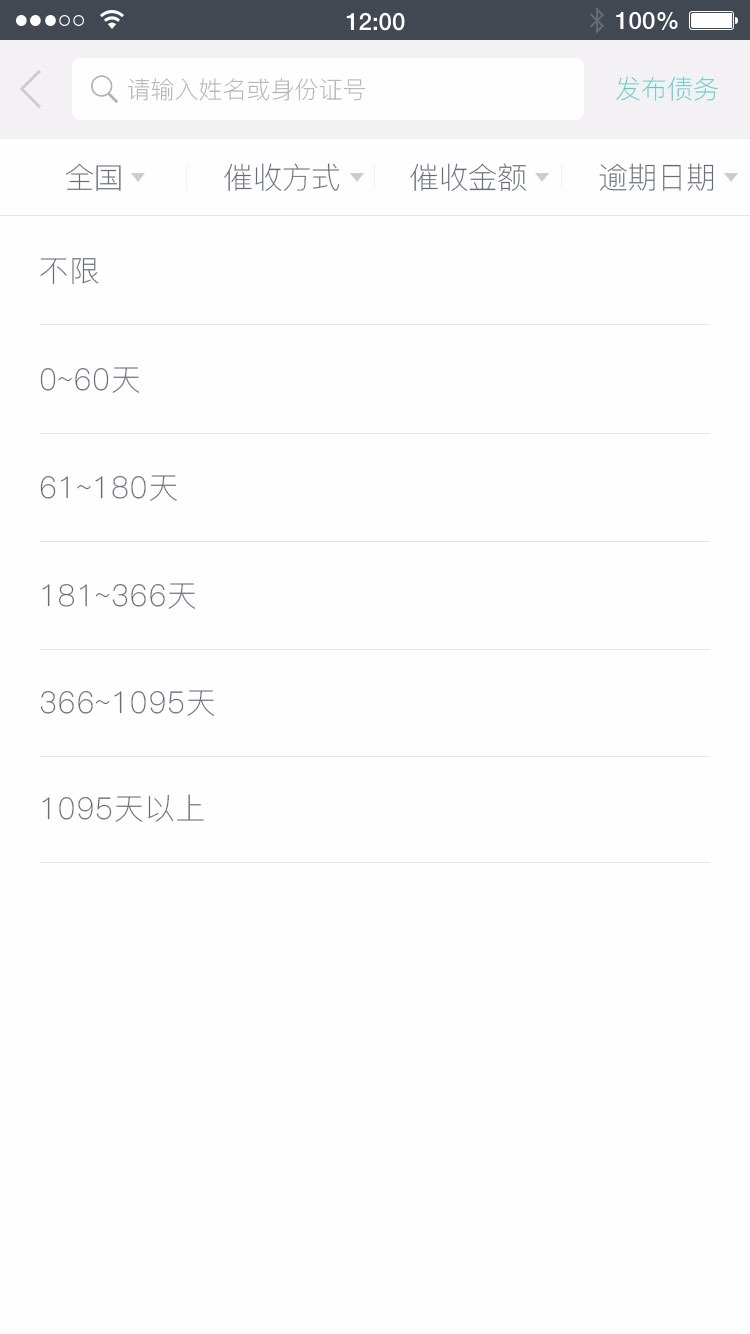 12:00 100%
请输入姓名或身份证号 发布债务
全国 催收方式 催收金额 逾期日期
不限
0~60天
61~180天
181~366天
366~1095天
1095天以上